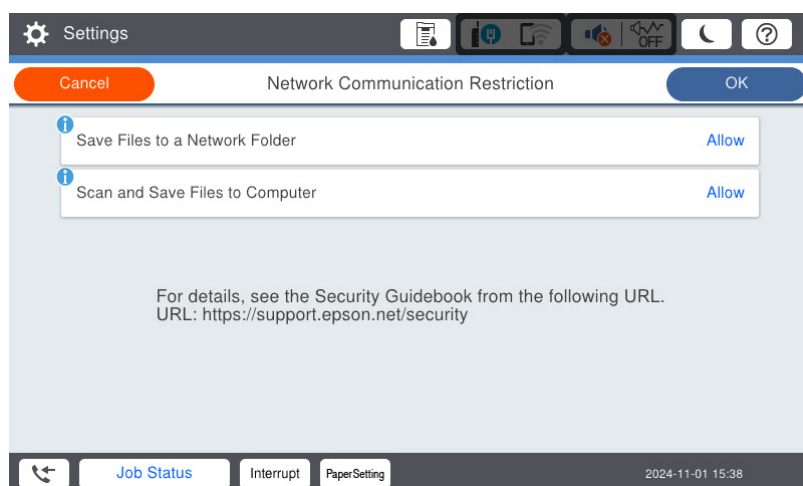 Settings
OFF
Cancel
Network Communication Restriction
OK
Save Files to a Network Folder
Allow
Scan and Save Files to Computer
Allow
For details, see the Security Guidebook from the following URL.
URL: https://support.epson.net/security
Job Status
Interrupt
PaperSetting
2024-11-01 15:38